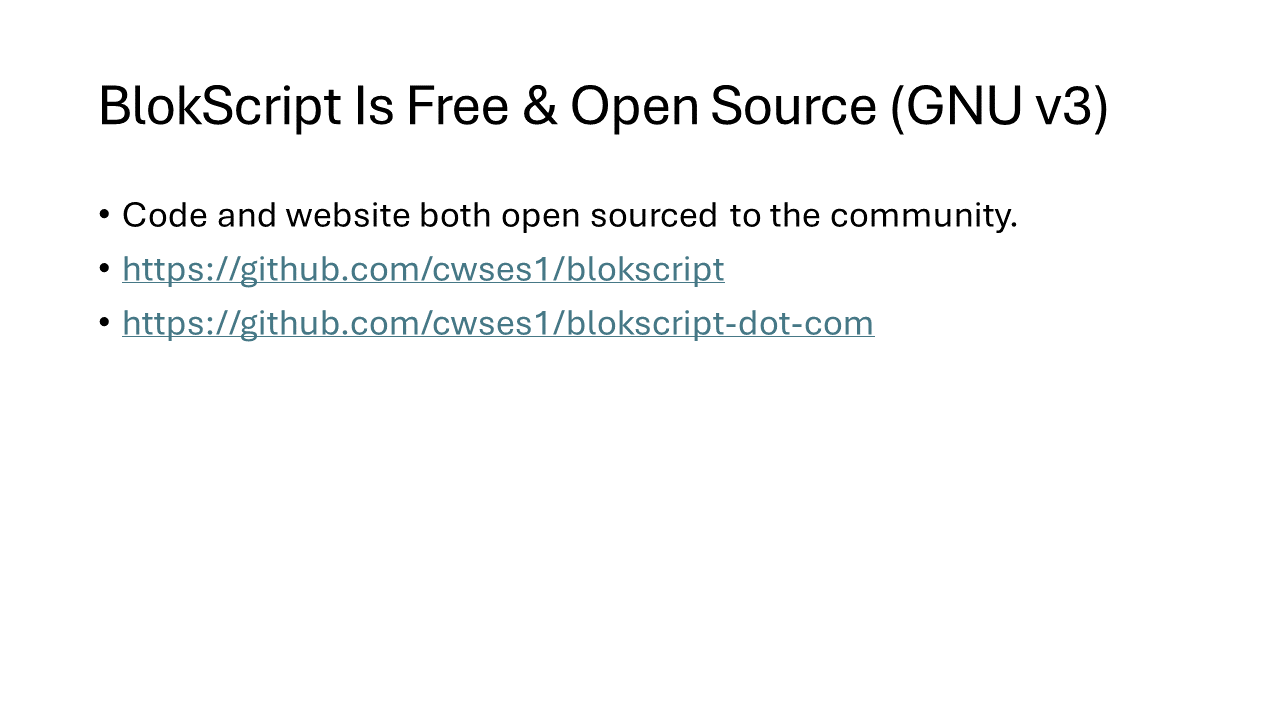 BlokScript Is Free & Open Source (GNU v3)
• Code and website both open sourced to the community.
• https://github.com/cwses1/blokscript
• https://github.com/cwses1/blokscript-dot-com